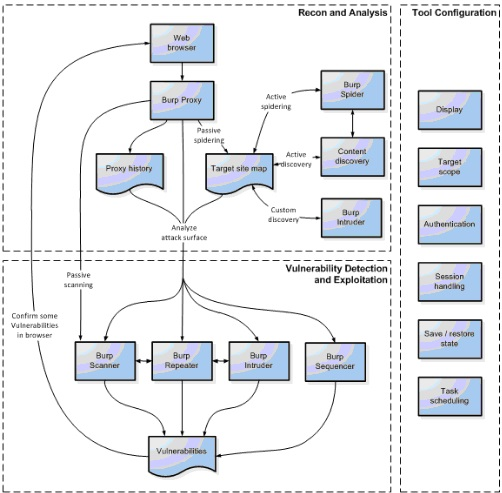 Recon and Analysis
Tool Configuration
Web
browser
Burp Proxy
Passive
spidering
Active
spidering
Burp
Spider
Proxy history
Target site map
Active
discovery
Content
discovery
Custom
discovery
Burp
Intruder
Analyze
attack surface
Display
Target
scope
Authentication
Session
handling
Save / restore
state
Task
scheduling
Vulnerability Detection
and Exploitation
Passive
scanning
Confirm some
Vulnerabilities
in browser
Burp
Scanner
Burp
Repeater
Burp
Intruder
Burp
Sequencer
Vulnerabilities